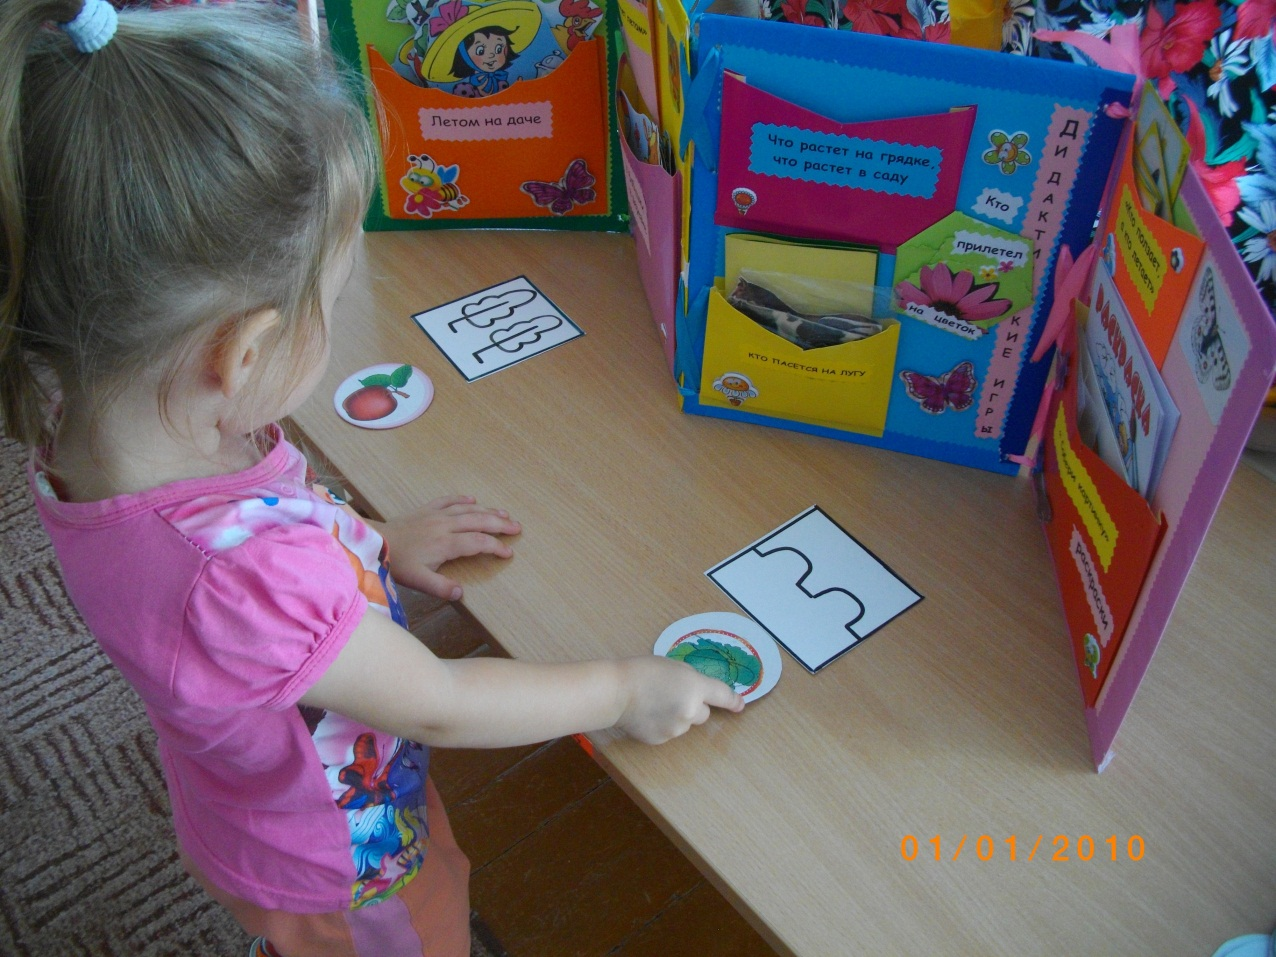 Летом на даче
Что растет на грядке,
что растет в саду
Кто
прилетел
на цветок
КТО ПАСЕТСЯ НА ЛУГУ
ДИДАКТИЧЕСКИЕ ИГРЫ
раскраски
01/01/2010